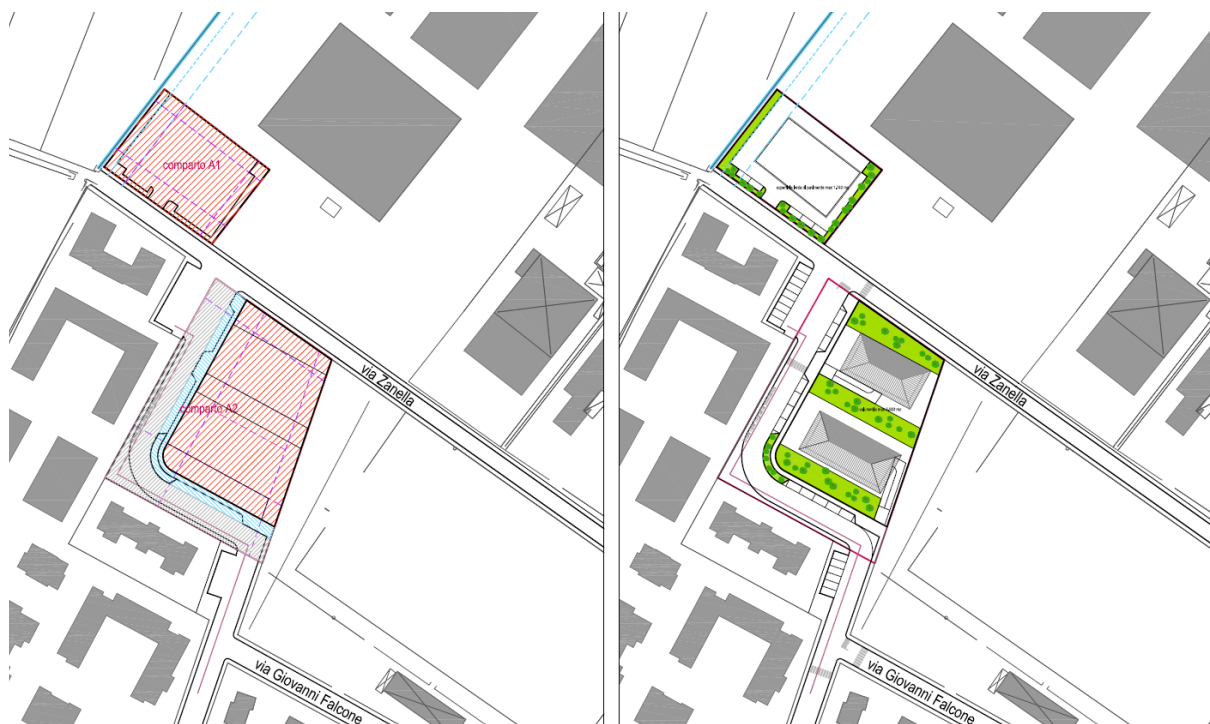 comparto A1
comparto A2
via Zanella
via Giovanni Falcone
via Zanella
via Giovanni Falcone